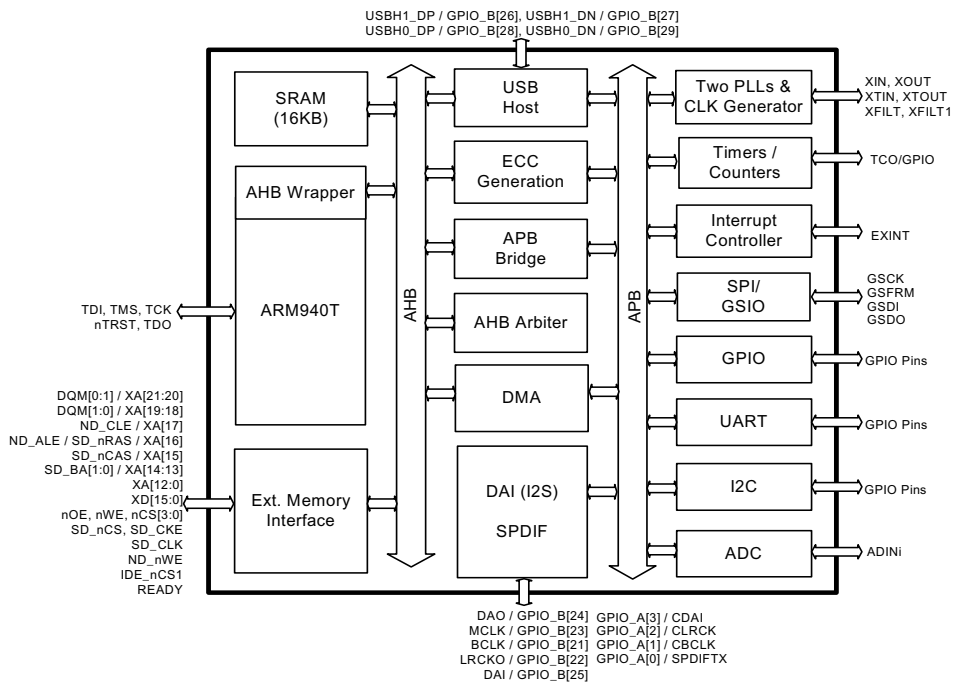 USBH1_DP / GPIO_B[26], USBH1_DN / GPIO_B[27]
USBH0_DP / GPIO_B[28], USBH0_DN / GPIO_B[29]
SRAM
(16KB)
AHB Wrapper
ARM940T
Ext. Memory
Interface
AHB
USB
Host
ECC
Generation
APB
Bridge
AHB Arbiter
DMA
DAI (I2S)
SPDIF
APB
Two PLLs &
CLK Generator
Timers /
Counters
Interrupt
Controller
SPI/
GSIO
GPIO
UART
I2C
ADC
XIN, XOUT
XTIN, XTOUT
XFILT, XFILT1
TCO/GPIO
EXINT
GSCK
GSFRM
GSDI
GSDO
GPIO Pins
GPIO Pins
GPIO Pins
ADINi
TDI, TMS, TCK
nTRST, TDO
DQM[0:1] / XA[21:20]
DQM[1:0] / XA[19:18]
ND_CLE / XA[17]
ND_ALE / SD_nRAS / XA[16]
SD_nCAS / XA[15]
SD_BA[1:0] / XA[14:13]
XA[12:0]
XD[15:0]
nOE, nWE, nCS[3:0]
SD_nCS, SD_CKE
SD_CLK
ND_nWE
IDE_nCS1
READY
DAO / GPIO_B[24]
MCLK / GPIO_B[23]
BCLK / GPIO_B[21]
LRCKO / GPIO_B[22]
DAI / GPIO_B[25]
GPIO_A[3] / CDAI
GPIO_A[2] / CLRCK
GPIO_A[1] / CBCLK
GPIO_A[0] / SPDIFTX